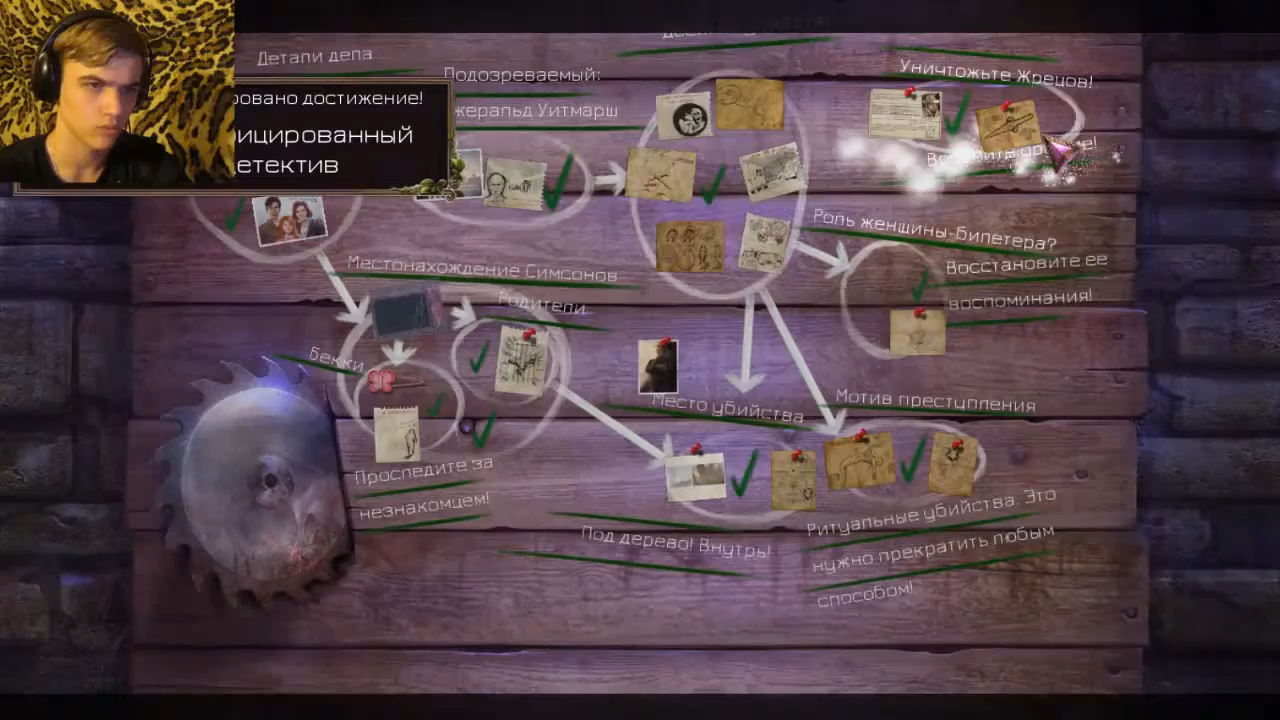 Детали дела
Подозреваемый:
жеральд Уитмарш
ровано достижение!
ицированный
етектив
Уничтожьте Жрецов!
Роль женщины-билетера?
Восстановите ее
воспоминания!
Местонахождение Симсонов
Родители
Бекки
Место убийства
Мотив преступления
Проследите за
незнакомцем!
Под дерево! Внутрь!
Ритуальные убийства. Это
нужно прекратить любым
способом!